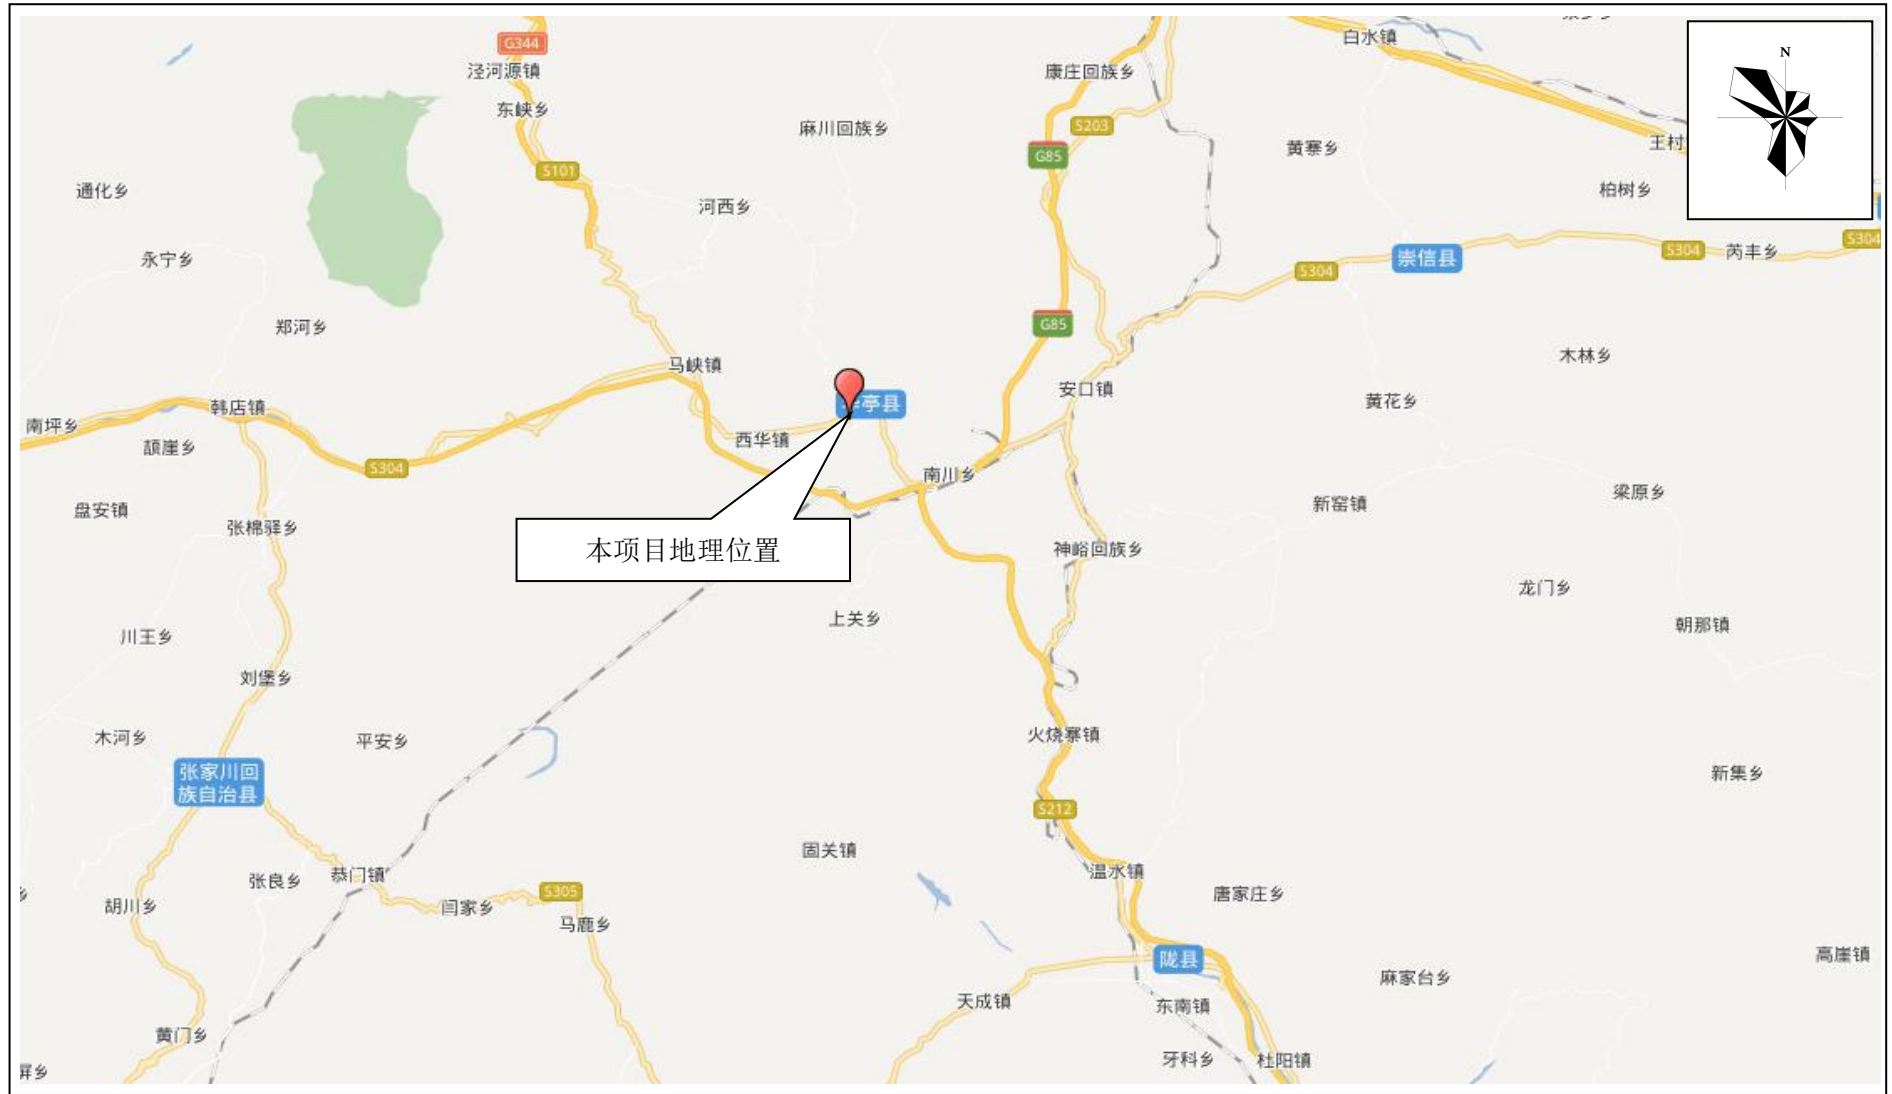 G344
白水镇
N
泾河源镇
康庄回族乡
东峡乡
麻川回族乡
S203
黄寨乡
王村
G85
S101
通化乡
河西乡
柏树乡
永宁乡
崇信县
S304
S304
芮丰乡
S304
郑河乡
G85
木林乡
马峡镇
安口镇
亭县
黄花乡
韩店镇
南坪乡
颉崖乡
西华镇
S304
南川乡
盘安镇
新窑镇
梁原乡
张棉驿乡
本项目地理位置
神峪回族乡
龙门乡
上关乡
川王乡
朝那镇
刘堡乡
木河乡
平安乡
火烧寨镇
张家川回
族自治县
新集乡
S212
固关镇
张良乡
恭门镇
温水镇
S305
唐家庄乡
胡川乡
闫家乡
马鹿乡
陇县
高崖镇
麻家台乡
天成镇
东南镇
黄门乡
牙科乡
杜阳镇
屏乡